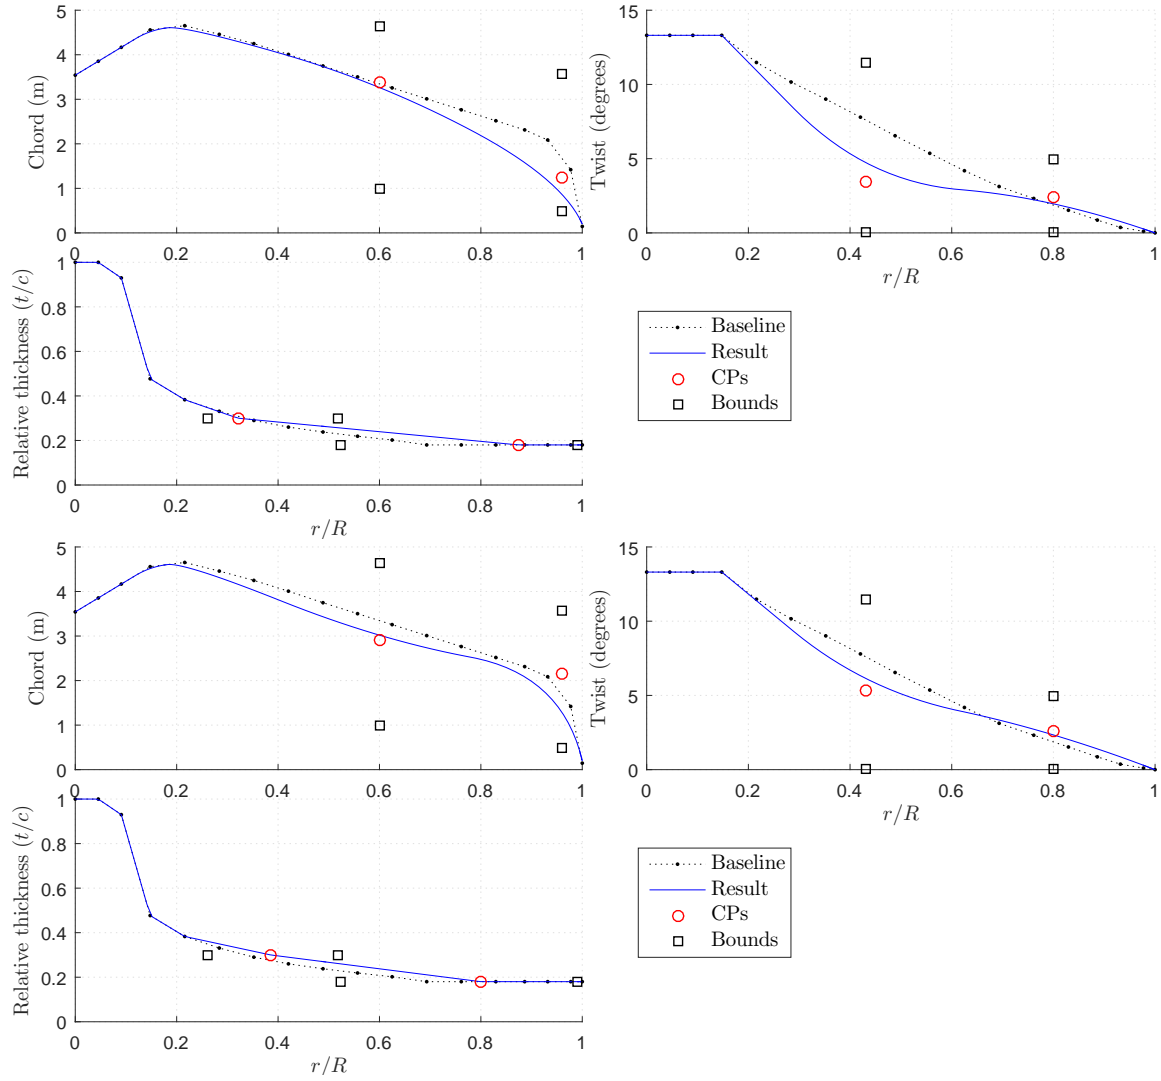 5
4
3
2
1
0
Chord (m)
0 0.2 0.4 0.6 0.8 1
15
10
5
0
Twist (degrees)
0 0.2 0.4 0.6 0.8 1
r/R
1
0.8
0.6
0.4
0.2
0
Relative thickness (t/c)
0 0.2 0.4 0.6 0.8 1
r/R
Baseline
Result
CPs
Bounds
5
4
3
2
1
0
Chord (m)
0 0.2 0.4 0.6 0.8 1
15
10
5
0
Twist (degrees)
0 0.2 0.4 0.6 0.8 1
r/R
1
0.8
0.6
0.4
0.2
0
Relative thickness (t/c)
0 0.2 0.4 0.6 0.8 1
r/R
Baseline
Result
CPs
Bounds